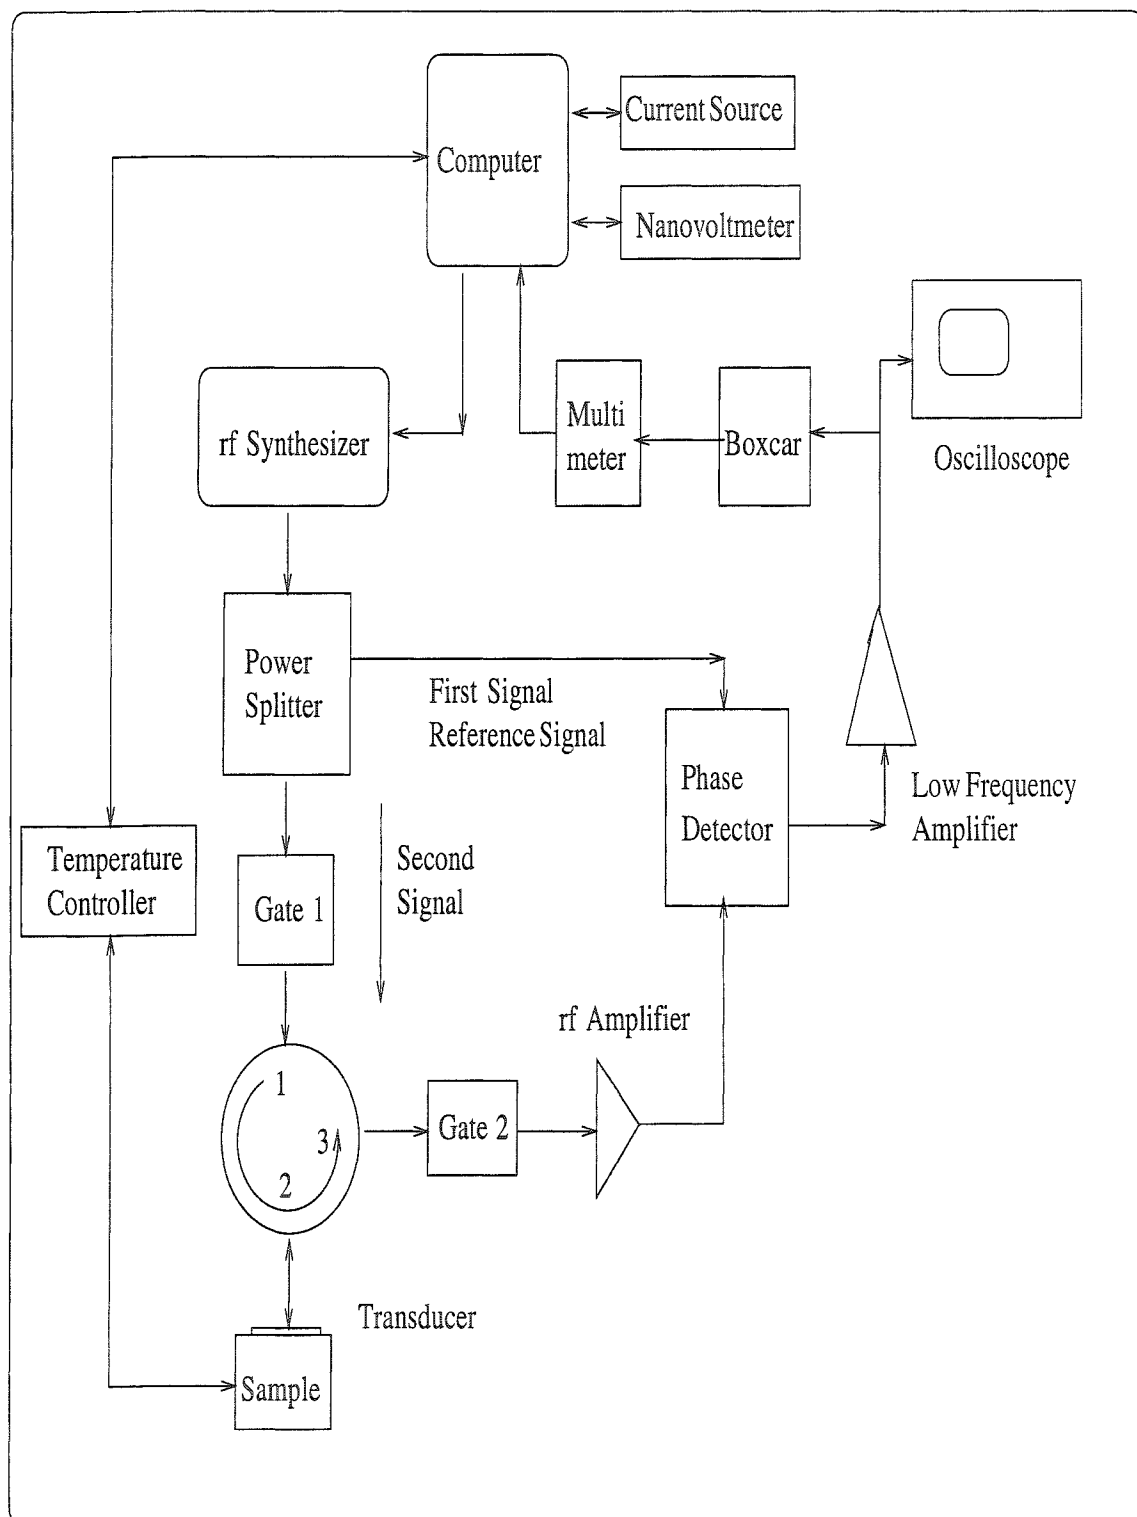 Current Source
Computer
Nanovoltmeter
rf Synthesizer
Multi
meter
Boxcar
Oscilloscope
Power
Splitter
First Signal
Reference Signal
Phase
Detector
Low Frequency
Amplifier
Temperature
Controller
Second
Signal
Gate 1
rf Amplifier
1
3
2
Gate 2
Transducer
Sample